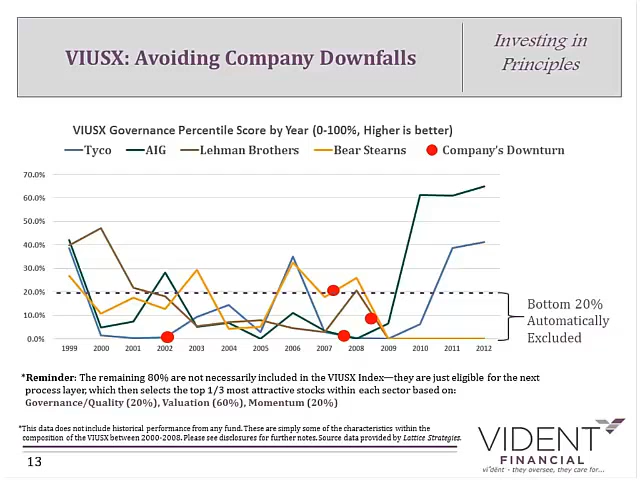 VIUSX: Avoiding Company Downfalls
Investing in
Principles
VIUSX Governance Percentile Score by Year (0-100%, Higher is better)
Tyco AIG Lehman Brothers Bear Stearns Company's Downturn
70.0%
60.0%
50.0%
40.0%
30.0%
20.0%
10.0%
0.0%
1999 2000 2001 2002 2003 2004 2005 2006 2007 2008 2009 2010 2011 2012
Bottom 20%
Automatically
Excluded
*Reminder: The remaining 80% are not necessarily included in the VIUSX Index—they are just eligible for the next
process layer, which then selects the top 1/3 most attractive stocks within each sector based on:
Governance/Quality (20%), Valuation (60%), Momentum (20%)
*This data does not include historical performance from any fund. These are simply some of the characteristics within the
composition of the VIUSX between 2000-2008. Please see disclosures for further notes. Source data provided by Lattice Strategies.
13
VIDENT
FINANCIAL
vi'dēnt - they oversee, they care for...